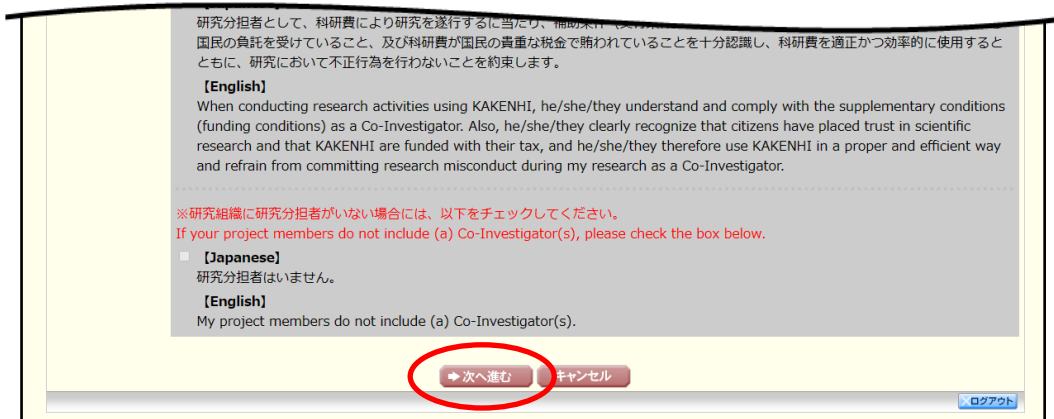 研究分担者として、科研費により研究を遂行するに当たり、補助条件
国民の負託を受けていること、及び科研費が国民の貴重な税金で賄われていることを十分認識し、科研費を適正かつ効率的に使用すると
ともに、研究において不正行為を行わないことを約束します。
【English】
When conducting research activities using KAKENHI, he/she/they understand and comply with the supplementary conditions
(funding conditions) as a Co-Investigator. Also, he/she/they clearly recognize that citizens have placed trust in scientific
research and that KAKENHI are funded with their tax, and he/she/they therefore use KAKENHI in a proper and efficient way
and refrain from committing research misconduct during my research as a Co-Investigator.
※研究組織に研究分担者がいない場合には、以下をチェックしてください。
If your project members do not include (a) Co-Investigator(s), please check the box below.
【Japanese】
研究分担者はいません。
【English】
My project members do not include (a) Co-Investigator(s).
次へ進む キャンセル
ログアウト